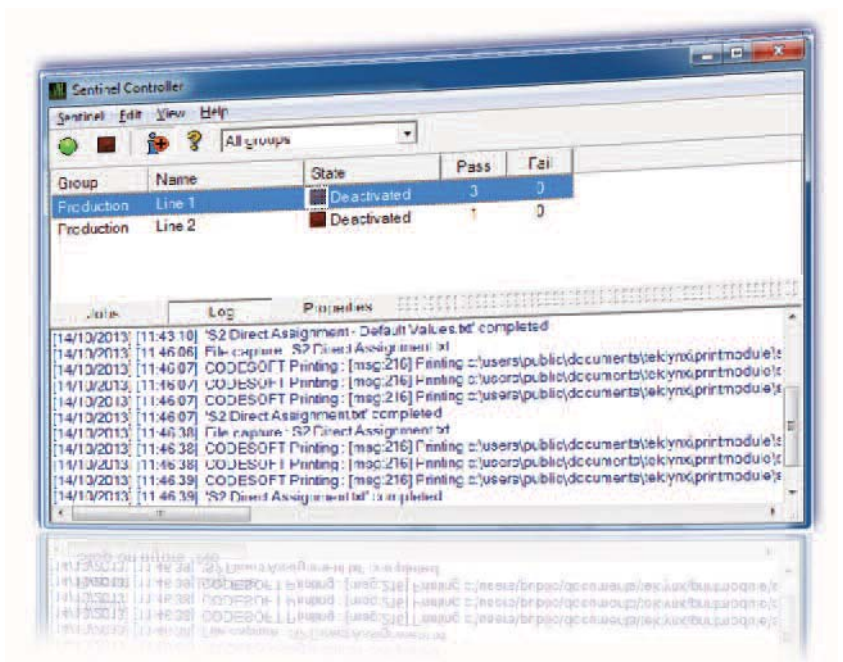 Sentinel Controller
Sentinel Edit View Help
All groups
Group Name State Pass Fail
Production Line 1 Deactivated 3 0
Production Line 2 Deactivated 1 0
Jobs Log Properties
[14/10/2013] [11:43:10] 'S2 Direct Assignment - Default Values.txt' completed
[14/10/2013] [11:46:06] File capture : S2 Direct Assignment.txt
[14/10/2013] [11:46:07] CODESOFT Printing : [msg:216] Printing c:\users\public\documents\teklynx\printmodule\s
[14/10/2013] [11:46:07] CODESOFT Printing : [msg:216] Printing c:\users\public\documents\teklynx\printmodule\s
[14/10/2013] [11:46:07] CODESOFT Printing : [msg:216] Printing c:\users\public\documents\teklynx\printmodule\s
[14/10/2013] [11:46:07] 'S2 Direct Assignment.txt' completed
[14/10/2013] [11:46:38] File capture : S2 Direct Assignment.txt
[14/10/2013] [11:46:38] CODESOFT Printing : [msg:216] Printing c:\users\public\documents\teklynx\printmodule\s
[14/10/2013] [11:46:38] CODESOFT Printing : [msg:216] Printing c:\users\public\documents\teklynx\printmodule\s
[14/10/2013] [11:46:39] CODESOFT Printing : [msg:216] Printing c:\users\public\documents\teklynx\printmodule\s
[14/10/2013] [11:46:39] 'S2 Direct Assignment.txt' completed